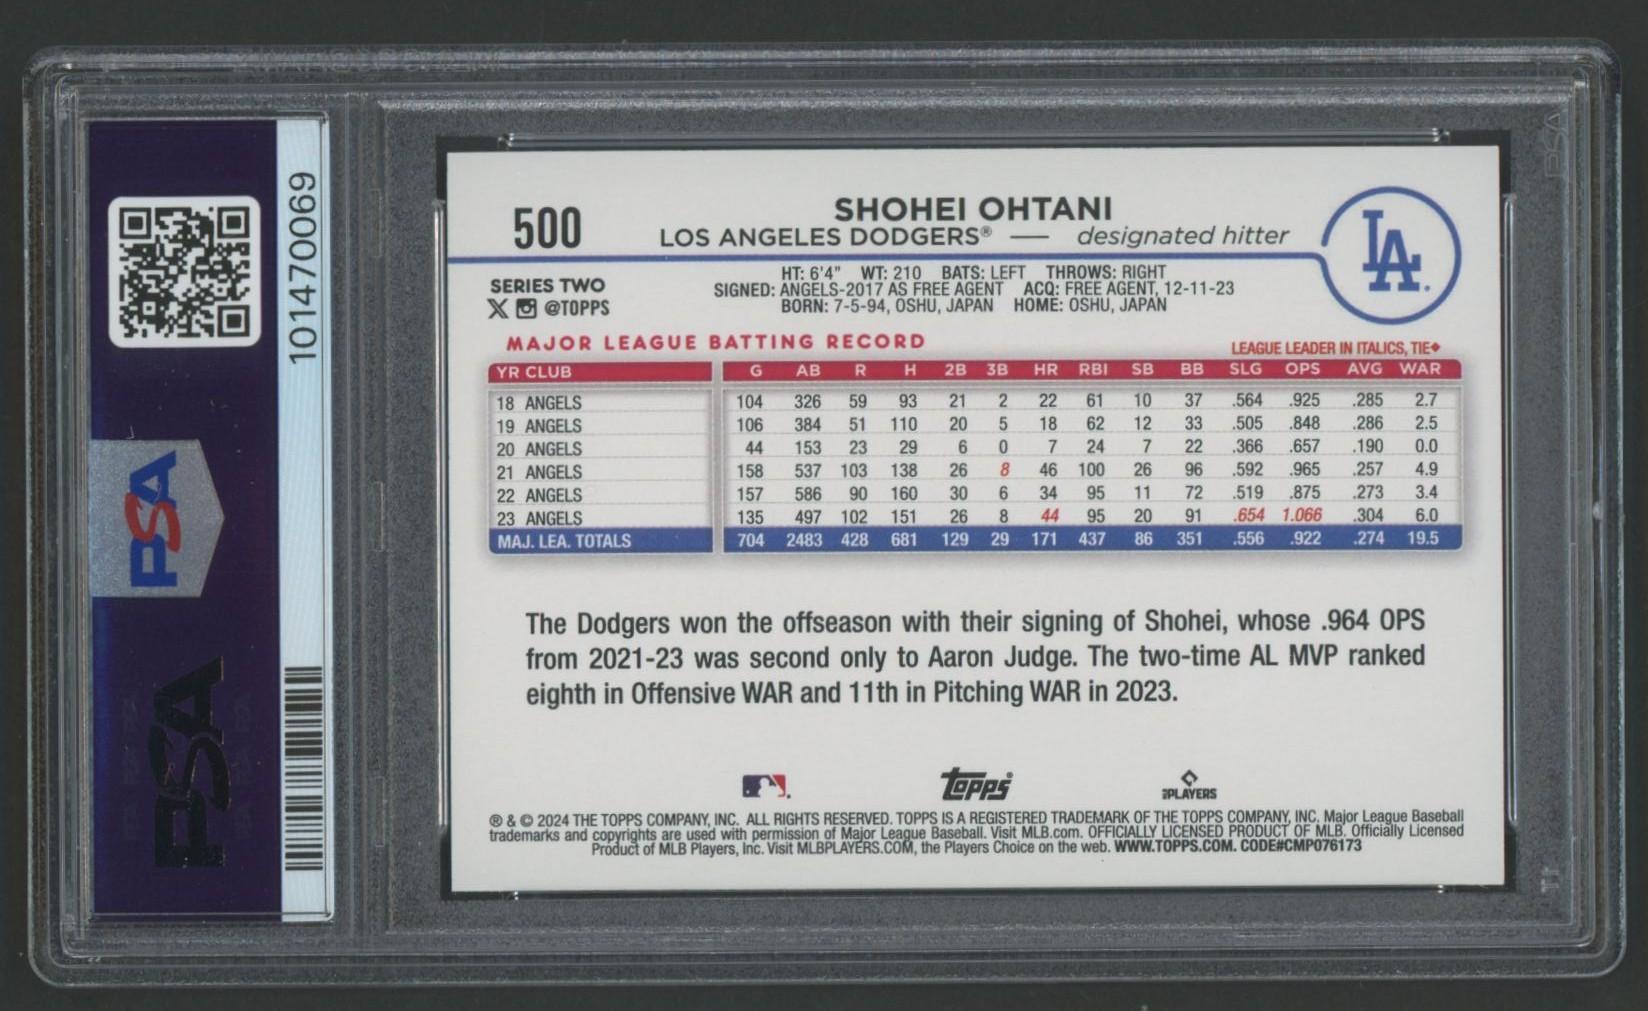 101470069
PSA
PSA
500
SHOHEI OHTANI
LOS ANGELES DODGERS® — designated hitter
LA
SERIES TWO
@TOPPS
HT: 6'4" WT: 210 BATS: LEFT THROWS: RIGHT
SIGNED: ANGELS-2017 AS FREE AGENT ACQ: FREE AGENT, 12-11-23
BORN: 7-5-94, OSHU, JAPAN HOME: OSHU, JAPAN
MAJOR LEAGUE BATTING RECORD
LEAGUE LEADER IN ITALICS, TIE◆
YR CLUB G AB R H 2B 3B HR RBI SB BB SLG OPS AVG WAR
18 ANGELS 104 326 59 93 21 2 22 61 10 37 .564 .925 .285 2.7
19 ANGELS 106 384 51 110 20 5 18 62 12 33 .505 .848 .286 2.5
20 ANGELS 44 153 23 29 6 0 7 24 7 22 .366 .657 .190 0.0
21 ANGELS 158 537 103 138 26 8 46 100 26 96 .592 .965 .257 4.9
22 ANGELS 157 586 90 160 30 6 34 95 11 72 .519 .875 .273 3.4
23 ANGELS 135 497 102 151 26 8 44 95 20 91 .654 1.066 .304 6.0
MAJ. LEA. TOTALS 704 2483 428 681 129 29 171 437 86 351 .556 .922 .274 19.5
The Dodgers won the offseason with their signing of Shohei, whose .964 OPS
from 2021-23 was second only to Aaron Judge. The two-time AL MVP ranked
eighth in Offensive WAR and 11th in Pitching WAR in 2023.
topps®
PLAYERS
® & © 2024 THE TOPPS COMPANY, INC. ALL RIGHTS RESERVED. TOPPS IS A REGISTERED TRADEMARK OF THE TOPPS COMPANY, INC. Major League Baseball
trademarks and copyrights are used with permission of Major League Baseball. Visit MLB.com. OFFICIALLY LICENSED PRODUCT OF MLB. Officially Licensed
Product of MLB Players, Inc. Visit MLBPLAYERS.COM, the Players Choice on the web. WWW.TOPPS.COM. CODE#CMP076173